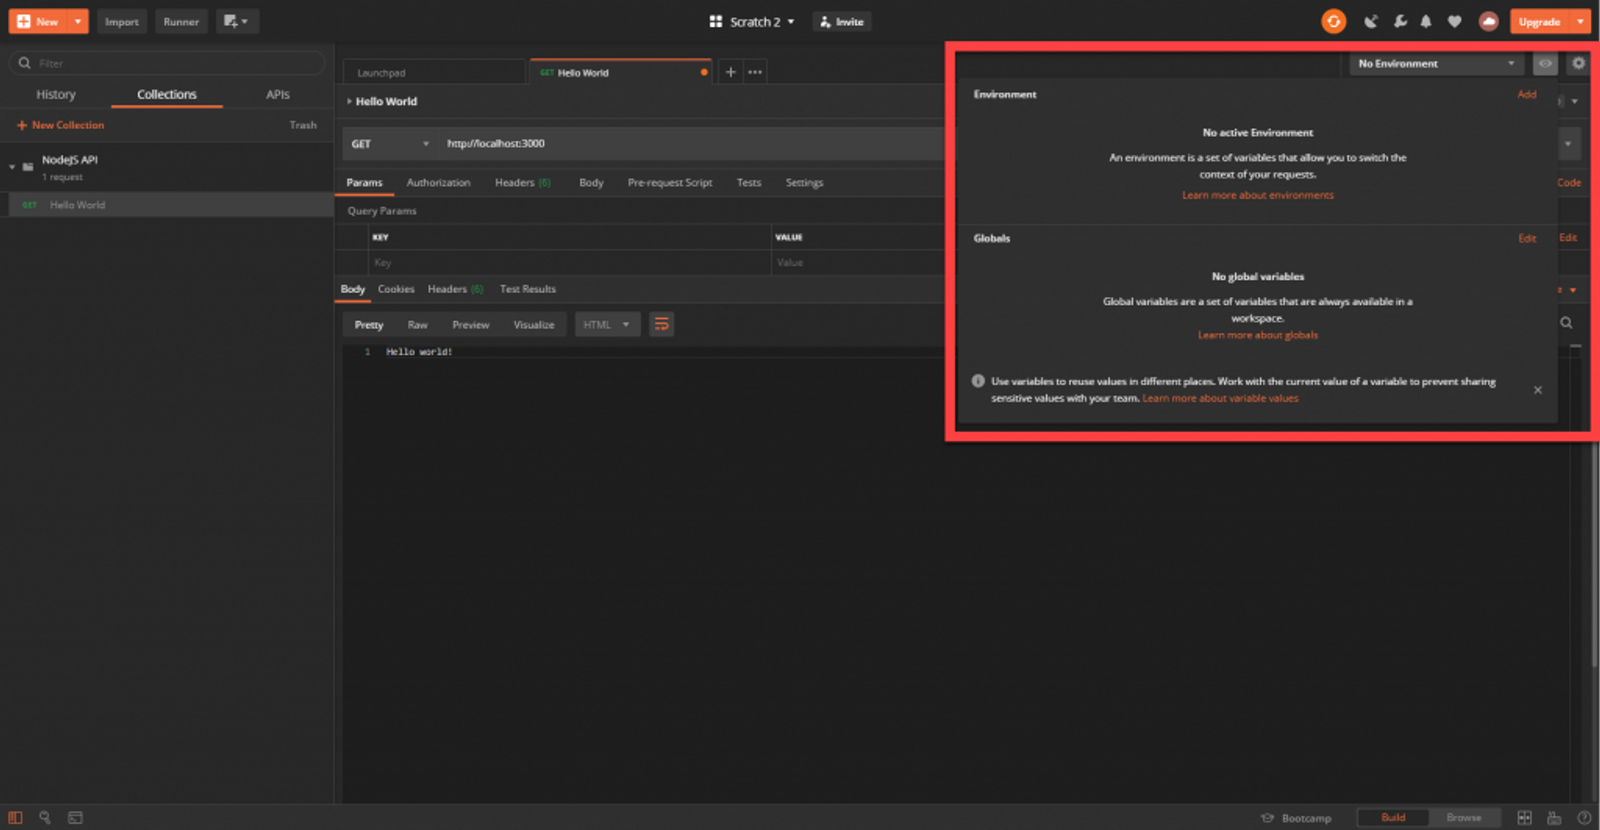 New
Import
Runner
Scratch 2
Invite
Upgrade
Filter
History
Collections
APIs
New Collection
Trash
NodeJS API
1 request
GET Hello World
Launchpad
GET Hello World
No Environment
Hello World
GET
http://localhost:3000
Params
Authorization
Headers (6)
Body
Pre-request Script
Tests
Settings
Code
Query Params
KEY
VALUE
Edit
Key
Value
Body
Cookies
Headers (6)
Test Results
Pretty
Raw
Preview
Visualize
HTML
1 Hello world!
Environment
Add
No active Environment
An environment is a set of variables that allow you to switch the
context of your requests.
Learn more about environments
Globals
Edit
No global variables
Global variables are a set of variables that are always available in a
workspace.
Learn more about globals
Use variables to reuse values in different places. Work with the current value of a variable to prevent sharing
sensitive values with your team. Learn more about variable values
Bootcamp
Build
Browse